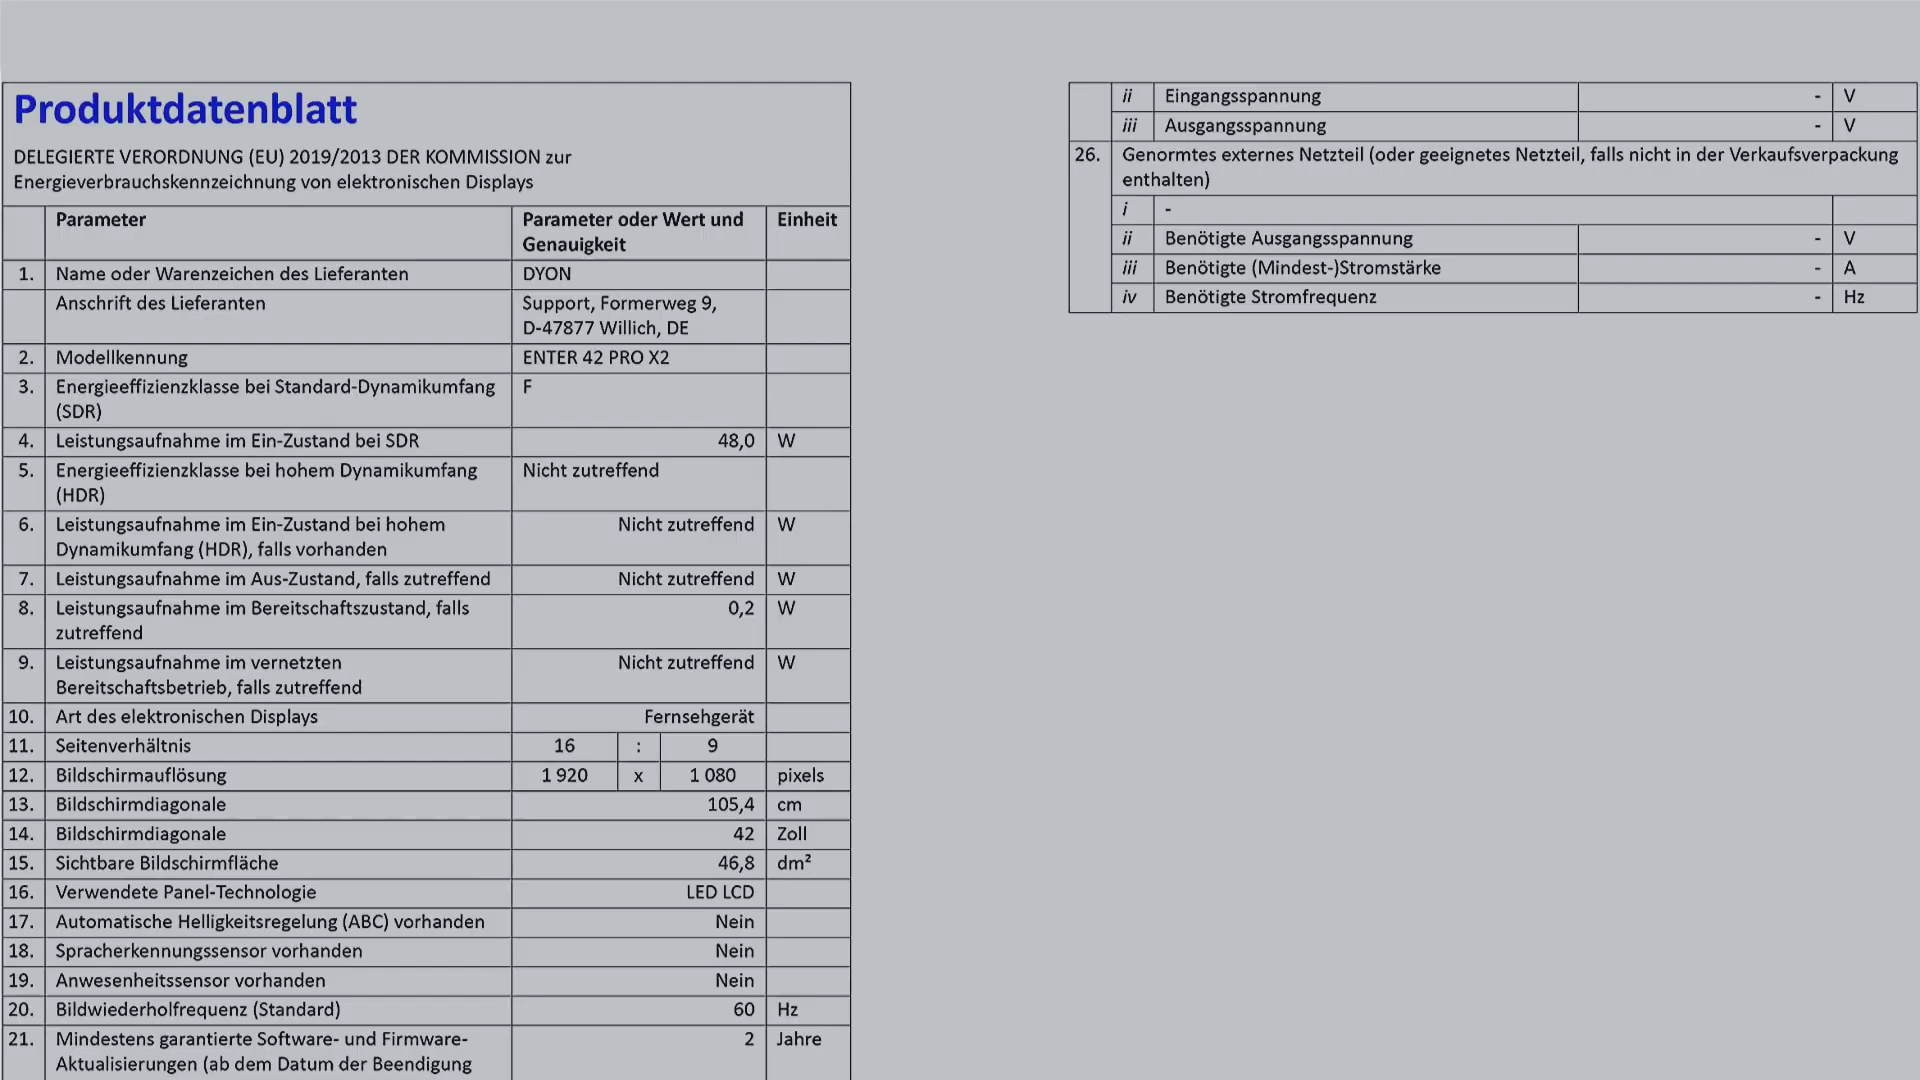 Produktdatenblatt
DELEGIERTE VERORDNUNG (EU) 2019/2013 DER KOMMISSION zur
Energieverbrauchskennzeichnung von elektronischen Displays
Parameter Parameter oder Wert und Einheit
Genauigkeit
1. Name oder Warenzeichen des Lieferanten DYON
Anschrift des Lieferanten Support, Formerweg 9,
D-47877 Willich, DE
2. Modellkennung ENTER 42 PRO X2
3. Energieeffizienzklasse bei Standard-Dynamikumfang F
(SDR)
4. Leistungsaufnahme im Ein-Zustand bei SDR 48,0 W
5. Energieeffizienzklasse bei hohem Dynamikumfang Nicht zutreffend
(HDR)
6. Leistungsaufnahme im Ein-Zustand bei hohem Nicht zutreffend W
Dynamikumfang (HDR), falls vorhanden
7. Leistungsaufnahme im Aus-Zustand, falls zutreffend Nicht zutreffend W
8. Leistungsaufnahme im Bereitschaftszustand, falls 0,2 W
zutreffend
9. Leistungsaufnahme im vernetzten Nicht zutreffend W
Bereitschaftsbetrieb, falls zutreffend
10. Art des elektronischen Displays Fernsehgerät
11. Seitenverhältnis 16 : 9
12. Bildschirmauflösung 1 920 x 1 080 pixels
13. Bildschirmdiagonale 105,4 cm
14. Bildschirmdiagonale 42 Zoll
15. Sichtbare Bildschirmfläche 46,8 dm²
16. Verwendete Panel-Technologie LED LCD
17. Automatische Helligkeitsregelung (ABC) vorhanden Nein
18. Spracherkennungssensor vorhanden Nein
19. Anwesenheitssensor vorhanden Nein
20. Bildwiederholfrequenz (Standard) 60 Hz
21. Mindestens garantierte Software- und Firmware- 2 Jahre
Aktualisierungen (ab dem Datum der Beendigung
ii Eingangsspannung - V
iii Ausgangsspannung - V
26. Genormtes externes Netzteil (oder geeignetes Netzteil, falls nicht in der Verkaufsverpackung
enthalten)
i -
ii Benötigte Ausgangsspannung - V
iii Benötigte (Mindest-)Stromstärke - A
iv Benötigte Stromfrequenz - Hz